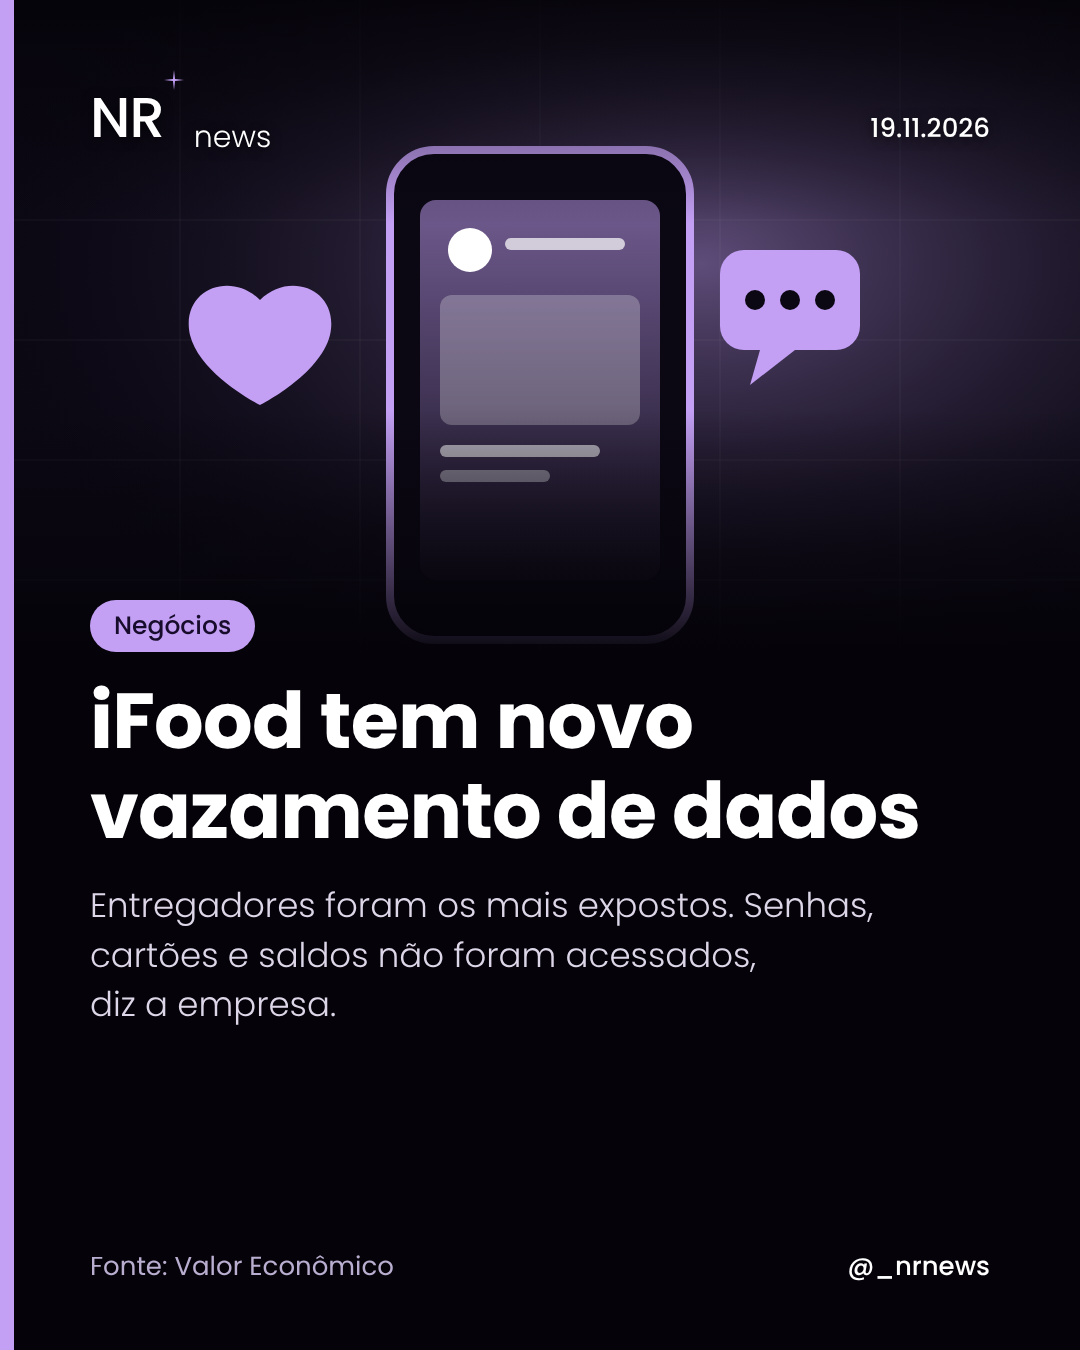 NR news
19.11.2026
Negócios
iFood tem novo
vazamento de dados
Entregadores foram os mais expostos. Senhas,
cartões e saldos não foram acessados,
diz a empresa.
Fonte: Valor Econômico
@_nrnews